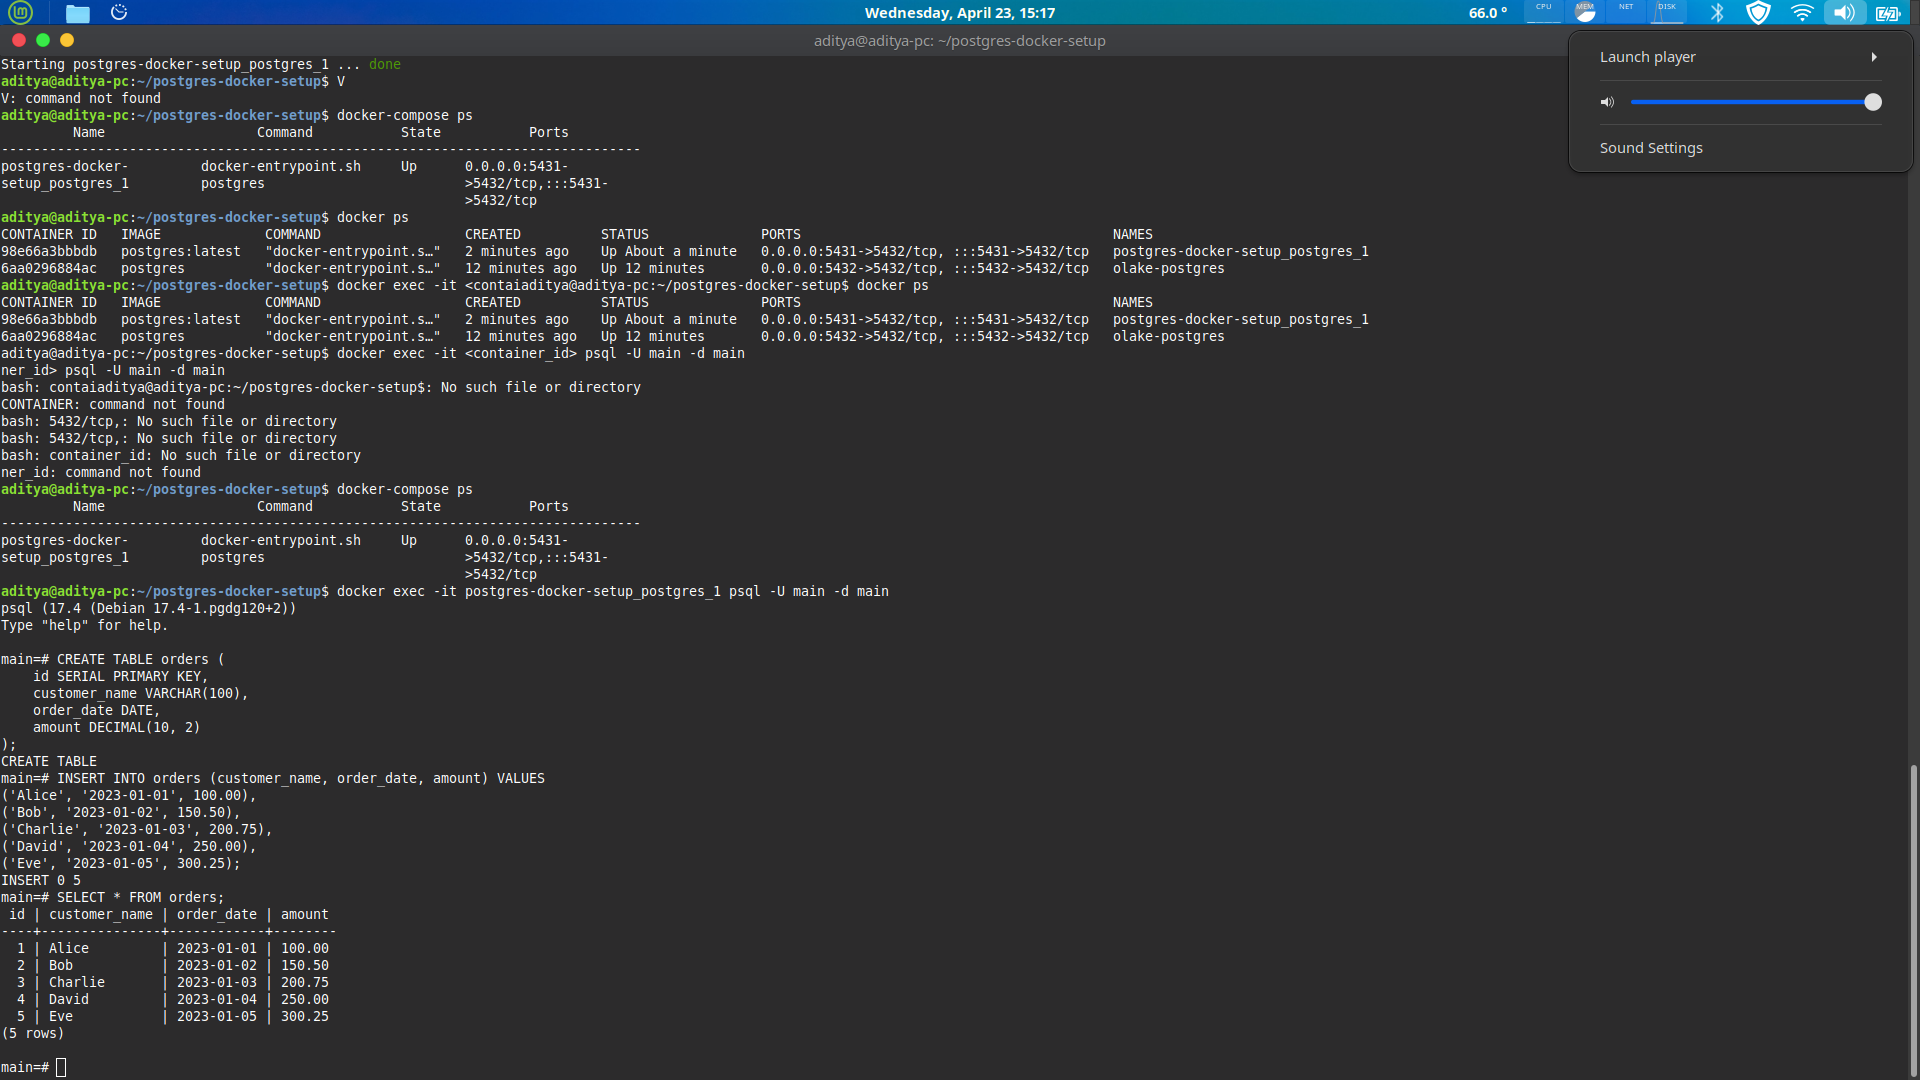 Wednesday, April 23, 15:17
66.0 °
CPU
MEM
NET
DISK
aditya@aditya-pc: ~/postgres-docker-setup
Launch player
Sound Settings
Starting postgres-docker-setup_postgres_1 ... done
aditya@aditya-pc:~/postgres-docker-setup$ V
V: command not found
aditya@aditya-pc:~/postgres-docker-setup$ docker-compose ps
         Name                   Command           State           Ports
--------------------------------------------------------------------------------
postgres-docker-         docker-entrypoint.sh     Up      0.0.0.0:5431-
setup_postgres_1         postgres                         >5432/tcp,:::5431-
                                                          >5432/tcp
aditya@aditya-pc:~/postgres-docker-setup$ docker ps
CONTAINER ID   IMAGE             COMMAND                  CREATED          STATUS              PORTS                                       NAMES
98e66a3bbbdb   postgres:latest   "docker-entrypoint.s…"   2 minutes ago    Up About a minute   0.0.0.0:5431->5432/tcp, :::5431->5432/tcp   postgres-docker-setup_postgres_1
6aa0296884ac   postgres          "docker-entrypoint.s…"   12 minutes ago   Up 12 minutes       0.0.0.0:5432->5432/tcp, :::5432->5432/tcp   olake-postgres
aditya@aditya-pc:~/postgres-docker-setup$ docker exec -it <contaiaditya@aditya-pc:~/postgres-docker-setup$ docker ps
CONTAINER ID   IMAGE             COMMAND                  CREATED          STATUS              PORTS                                       NAMES
98e66a3bbbdb   postgres:latest   "docker-entrypoint.s…"   2 minutes ago    Up About a minute   0.0.0.0:5431->5432/tcp, :::5431->5432/tcp   postgres-docker-setup_postgres_1
6aa0296884ac   postgres          "docker-entrypoint.s…"   12 minutes ago   Up 12 minutes       0.0.0.0:5432->5432/tcp, :::5432->5432/tcp   olake-postgres
aditya@aditya-pc:~/postgres-docker-setup$ docker exec -it <container_id> psql -U main -d main
ner_id> psql -U main -d main
bash: contaiaditya@aditya-pc:~/postgres-docker-setup$: No such file or directory
CONTAINER: command not found
bash: 5432/tcp,: No such file or directory
bash: 5432/tcp,: No such file or directory
bash: container_id: No such file or directory
ner_id: command not found
aditya@aditya-pc:~/postgres-docker-setup$ docker-compose ps
         Name                   Command           State           Ports
--------------------------------------------------------------------------------
postgres-docker-         docker-entrypoint.sh     Up      0.0.0.0:5431-
setup_postgres_1         postgres                         >5432/tcp,:::5431-
                                                          >5432/tcp
aditya@aditya-pc:~/postgres-docker-setup$ docker exec -it postgres-docker-setup_postgres_1 psql -U main -d main
psql (17.4 (Debian 17.4-1.pgdg120+2))
Type "help" for help.
main=# CREATE TABLE orders (
    id SERIAL PRIMARY KEY,
    customer_name VARCHAR(100),
    order_date DATE,
    amount DECIMAL(10, 2)
);
CREATE TABLE
main=# INSERT INTO orders (customer_name, order_date, amount) VALUES
('Alice', '2023-01-01', 100.00),
('Bob', '2023-01-02', 150.50),
('Charlie', '2023-01-03', 200.75),
('David', '2023-01-04', 250.00),
('Eve', '2023-01-05', 300.25);
INSERT 0 5
main=# SELECT * FROM orders;
 id | customer_name | order_date | amount
----+---------------+------------+--------
  1 | Alice         | 2023-01-01 | 100.00
  2 | Bob           | 2023-01-02 | 150.50
  3 | Charlie       | 2023-01-03 | 200.75
  4 | David         | 2023-01-04 | 250.00
  5 | Eve           | 2023-01-05 | 300.25
(5 rows)
main=#